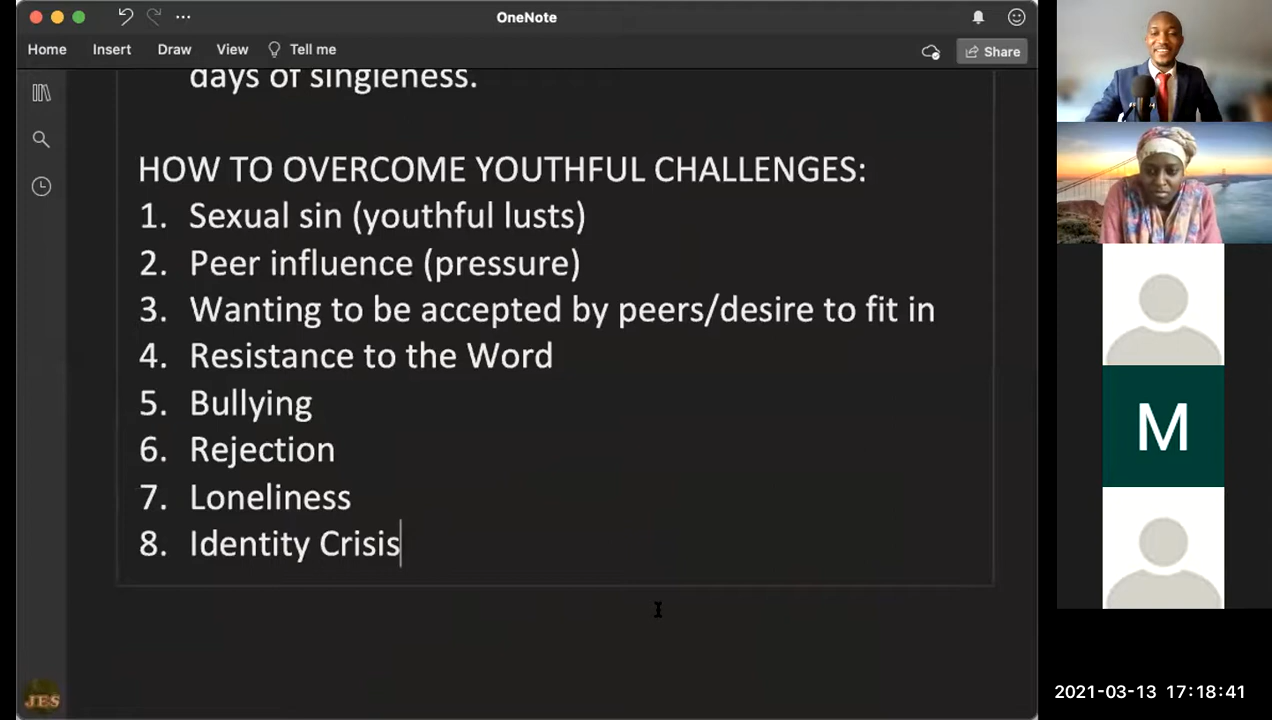 OneNote
Home Insert Draw View Tell me Share
days of singleness.
HOW TO OVERCOME YOUTHFUL CHALLENGES:
1. Sexual sin (youthful lusts)
2. Peer influence (pressure)
3. Wanting to be accepted by peers/desire to fit in
4. Resistance to the Word
5. Bullying
6. Rejection
7. Loneliness
8. Identity Crisis
M
JES
2021-03-13 17:18:41